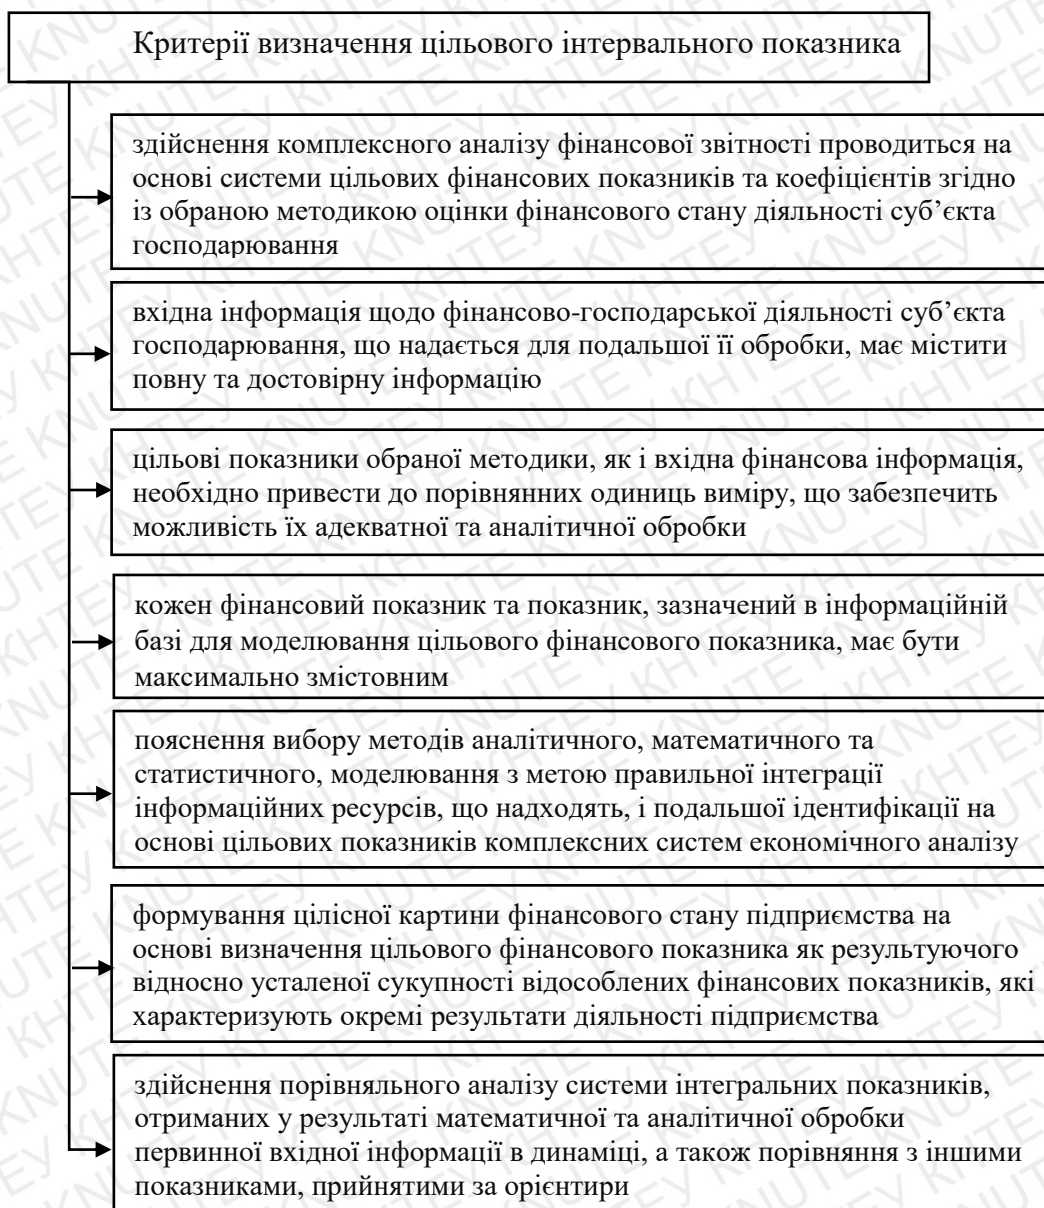 Критерії визначення цільового інтервального показника
здійснення комплексного аналізу фінансової звітності проводиться на
основі системи цільових фінансових показників та коефіцієнтів згідно
із обраною методикою оцінки фінансового стану діяльності суб’єкта
господарювання
вхідна інформація щодо фінансово-господарської діяльності суб’єкта
господарювання, що надається для подальшої її обробки, має містити
повну та достовірну інформацію
цільові показники обраної методики, як і вхідна фінансова інформація,
необхідно привести до порівнянних одиниць виміру, що забезпечить
можливість їх адекватної та аналітичної обробки
кожен фінансовий показник та показник, зазначений в інформаційній
базі для моделювання цільового фінансового показника, має бути
максимально змістовним
пояснення вибору методів аналітичного, математичного та
статистичного, моделювання з метою правильної інтеграції
інформаційних ресурсів, що надходять, і подальшої ідентифікації на
основі цільових показників комплексних систем економічного аналізу
формування цілісної картини фінансового стану підприємства на
основі визначення цільового фінансового показника як результуючого
відносно усталеної сукупності відособлених фінансових показників, які
характеризують окремі результати діяльності підприємства
здійснення порівняльного аналізу системи інтегральних показників,
отриманих у результаті математичної та аналітичної обробки
первинної вхідної інформації в динаміці, а також порівняння з іншими
показниками, прийнятими за орієнтири